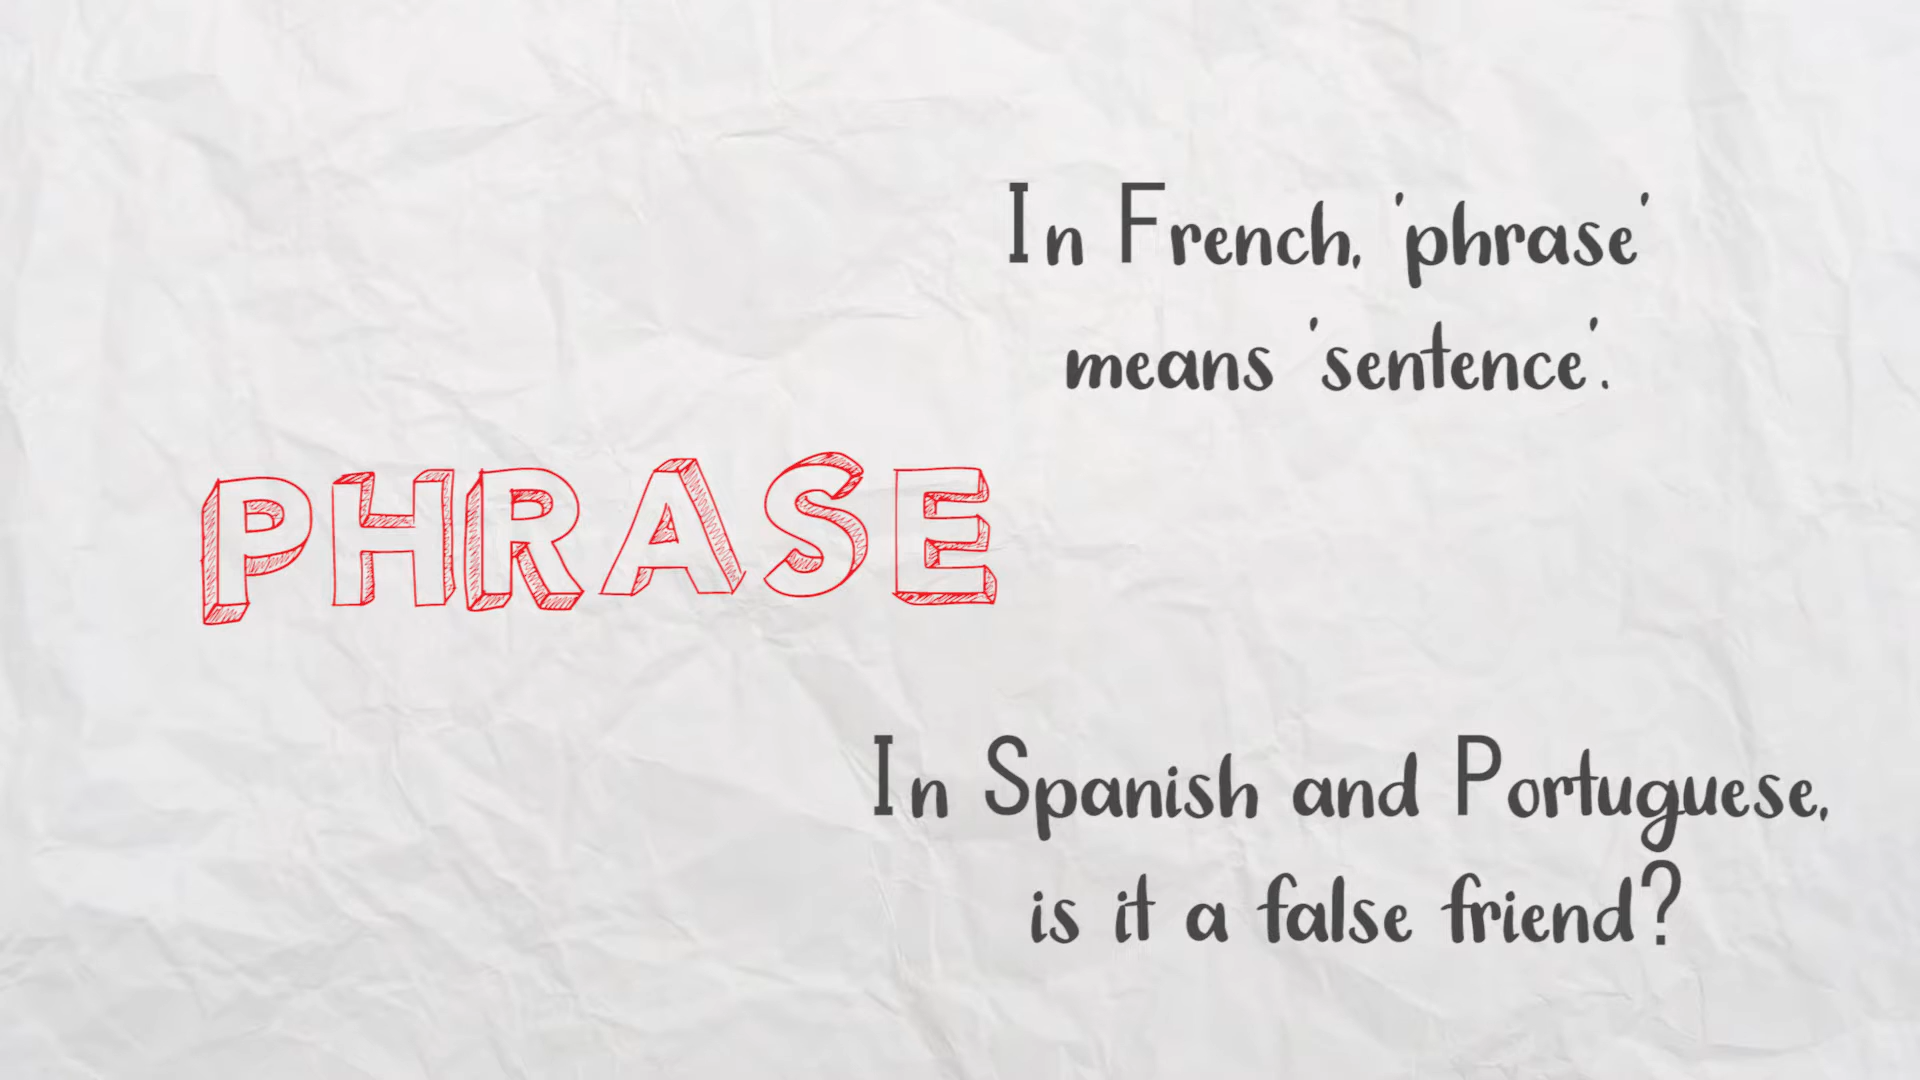 In French, 'phrase'
means 'sentence'.
PHRASE
In Spanish and Portuguese,
is it a false friend?